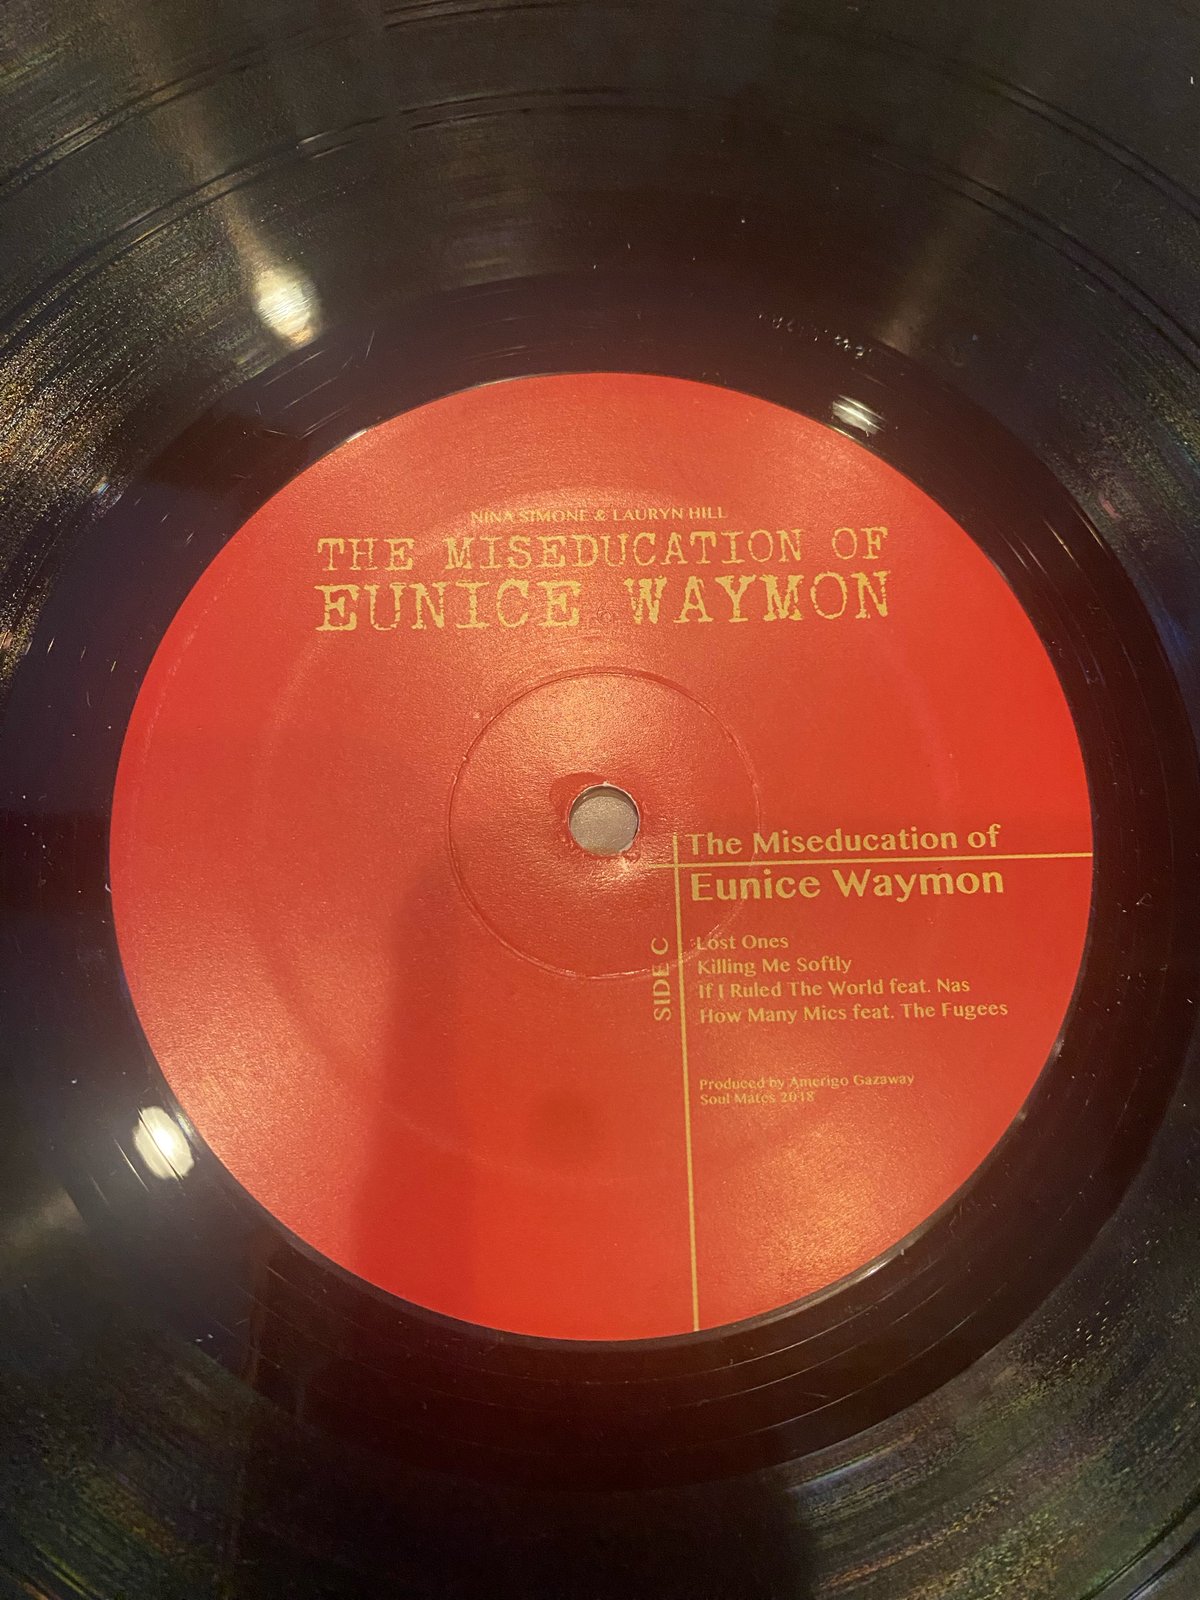 NINA SIMONE & LAURYN HILL
THE MISEDUCATION OF
EUNICE WAYMON
The Miseducation of
Eunice Waymon
SIDE C
Lost Ones
Killing Me Softly
If I Ruled The World feat. Nas
How Many Mics feat. The Fugees
Produced by Amerigo Gazaway
Soul Mates 2018